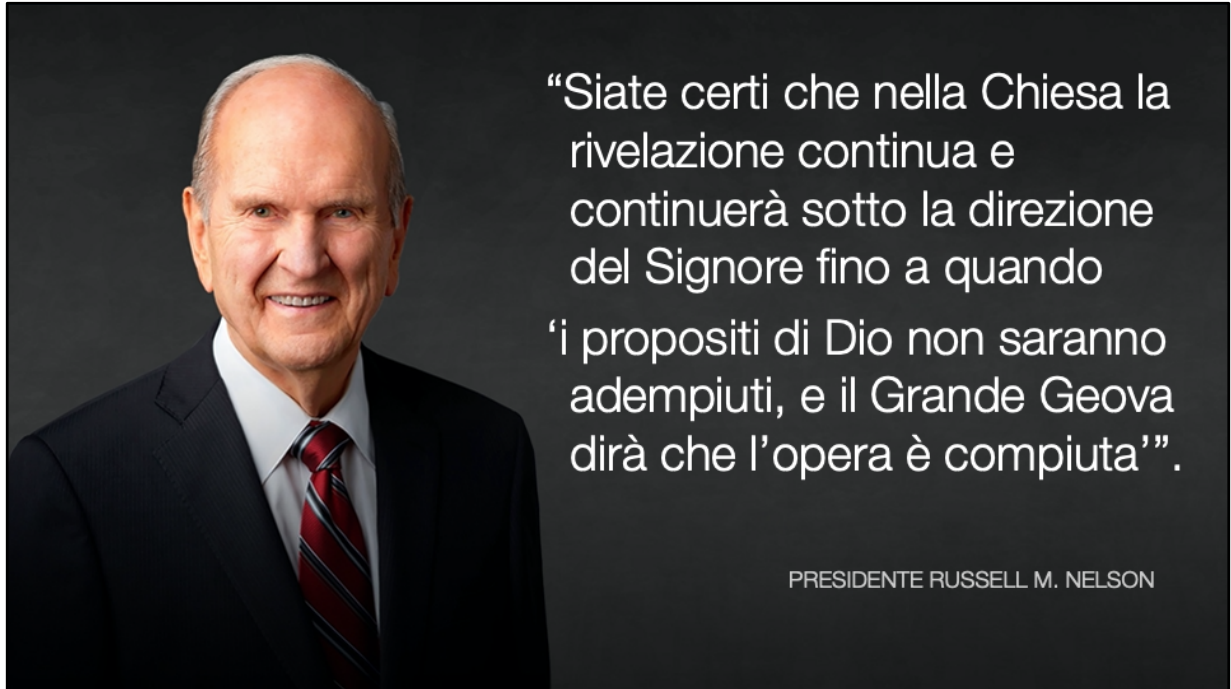 “Siate certi che nella Chiesa la
rivelazione continua e
continuerà sotto la direzione
del Signore fino a quando
‘i propositi di Dio non saranno
adempiuti, e il Grande Geova
dirà che l’opera è compiuta’”.
PRESIDENTE RUSSELL M. NELSON